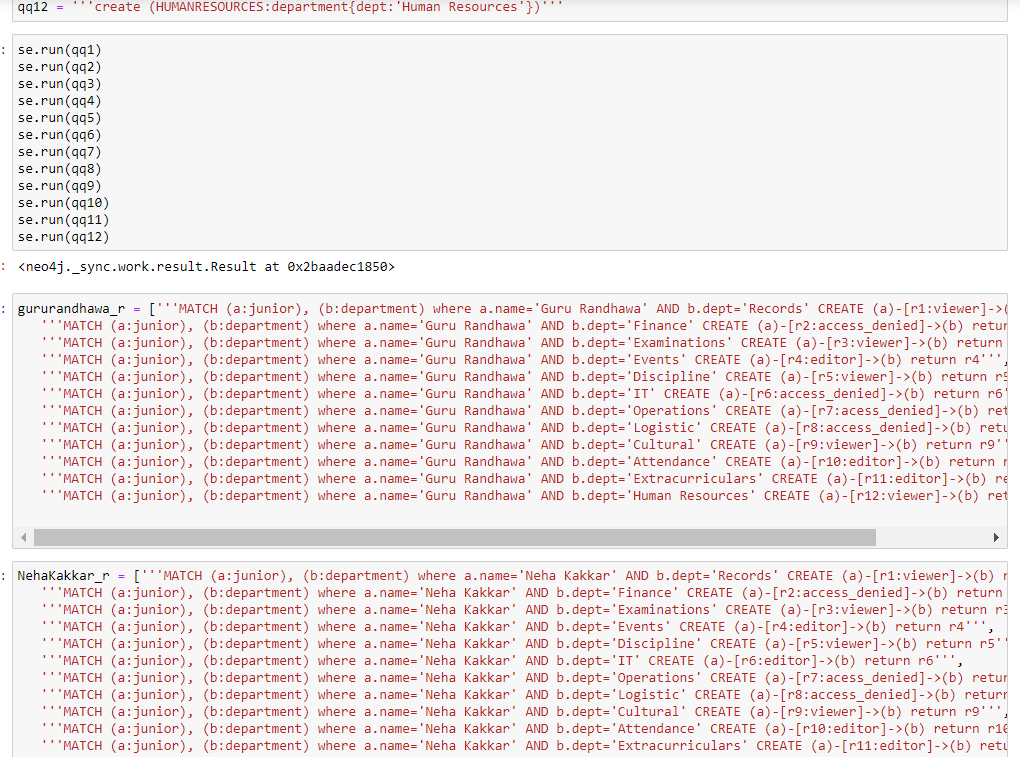 qq12 = '''create (HUMANRESOURCES:department{dept:'Human Resources'})'''
: se.run(qq1)
se.run(qq2)
se.run(qq3)
se.run(qq4)
se.run(qq5)
se.run(qq6)
se.run(qq7)
se.run(qq8)
se.run(qq9)
se.run(qq10)
se.run(qq11)
se.run(qq12)
: <neo4j._sync.work.result.Result at 0x2baadec1850>
: gururandhawa_r = ['''MATCH (a:junior), (b:department) where a.name='Guru Randhawa' AND b.dept='Records' CREATE (a)-[r1:viewer]->(
'''MATCH (a:junior), (b:department) where a.name='Guru Randhawa' AND b.dept='Finance' CREATE (a)-[r2:access_denied]->(b) retur
'''MATCH (a:junior), (b:department) where a.name='Guru Randhawa' AND b.dept='Examinations' CREATE (a)-[r3:viewer]->(b) return
'''MATCH (a:junior), (b:department) where a.name='Guru Randhawa' AND b.dept='Events' CREATE (a)-[r4:editor]->(b) return r4''',
'''MATCH (a:junior), (b:department) where a.name='Guru Randhawa' AND b.dept='Discipline' CREATE (a)-[r5:viewer]->(b) return r5
'''MATCH (a:junior), (b:department) where a.name='Guru Randhawa' AND b.dept='IT' CREATE (a)-[r6:access_denied]->(b) return r6'
'''MATCH (a:junior), (b:department) where a.name='Guru Randhawa' AND b.dept='Operations' CREATE (a)-[r7:acess_denied]->(b) ret
'''MATCH (a:junior), (b:department) where a.name='Guru Randhawa' AND b.dept='Logistic' CREATE (a)-[r8:acess_denied]->(b) retu
'''MATCH (a:junior), (b:department) where a.name='Guru Randhawa' AND b.dept='Cultural' CREATE (a)-[r9:viewer]->(b) return r9''
'''MATCH (a:junior), (b:department) where a.name='Guru Randhawa' AND b.dept='Attendance' CREATE (a)-[r10:editor]->(b) return r
'''MATCH (a:junior), (b:department) where a.name='Guru Randhawa' AND b.dept='Extracurriculars' CREATE (a)-[r11:editor]->(b) re
'''MATCH (a:junior), (b:department) where a.name='Guru Randhawa' AND b.dept='Human Resources' CREATE (a)-[r12:viewer]->(b) ret
: NehaKakkar_r = ['''MATCH (a:junior), (b:department) where a.name='Neha Kakkar' AND b.dept='Records' CREATE (a)-[r1:viewer]->(b) r
'''MATCH (a:junior), (b:department) where a.name='Neha Kakkar' AND b.dept='Finance' CREATE (a)-[r2:access_denied]->(b) return
'''MATCH (a:junior), (b:department) where a.name='Neha Kakkar' AND b.dept='Examinations' CREATE (a)-[r3:viewer]->(b) return r3
'''MATCH (a:junior), (b:department) where a.name='Neha Kakkar' AND b.dept='Events' CREATE (a)-[r4:editor]->(b) return r4''',
'''MATCH (a:junior), (b:department) where a.name='Neha Kakkar' AND b.dept='Discipline' CREATE (a)-[r5:viewer]->(b) return r5''
'''MATCH (a:junior), (b:department) where a.name='Neha Kakkar' AND b.dept='IT' CREATE (a)-[r6:editor]->(b) return r6''',
'''MATCH (a:junior), (b:department) where a.name='Neha Kakkar' AND b.dept='Operations' CREATE (a)-[r7:acess_denied]->(b) retur
'''MATCH (a:junior), (b:department) where a.name='Neha Kakkar' AND b.dept='Logistic' CREATE (a)-[r8:access_denied]->(b) return
'''MATCH (a:junior), (b:department) where a.name='Neha Kakkar' AND b.dept='Cultural' CREATE (a)-[r9:viewer]->(b) return r9''',
'''MATCH (a:junior), (b:department) where a.name='Neha Kakkar' AND b.dept='Attendance' CREATE (a)-[r10:editor]->(b) return r10
'''MATCH (a:junior), (b:department) where a.name='Neha Kakkar' AND b.dept='Extracurriculars' CREATE (a)-[r11:editor]->(b) retu